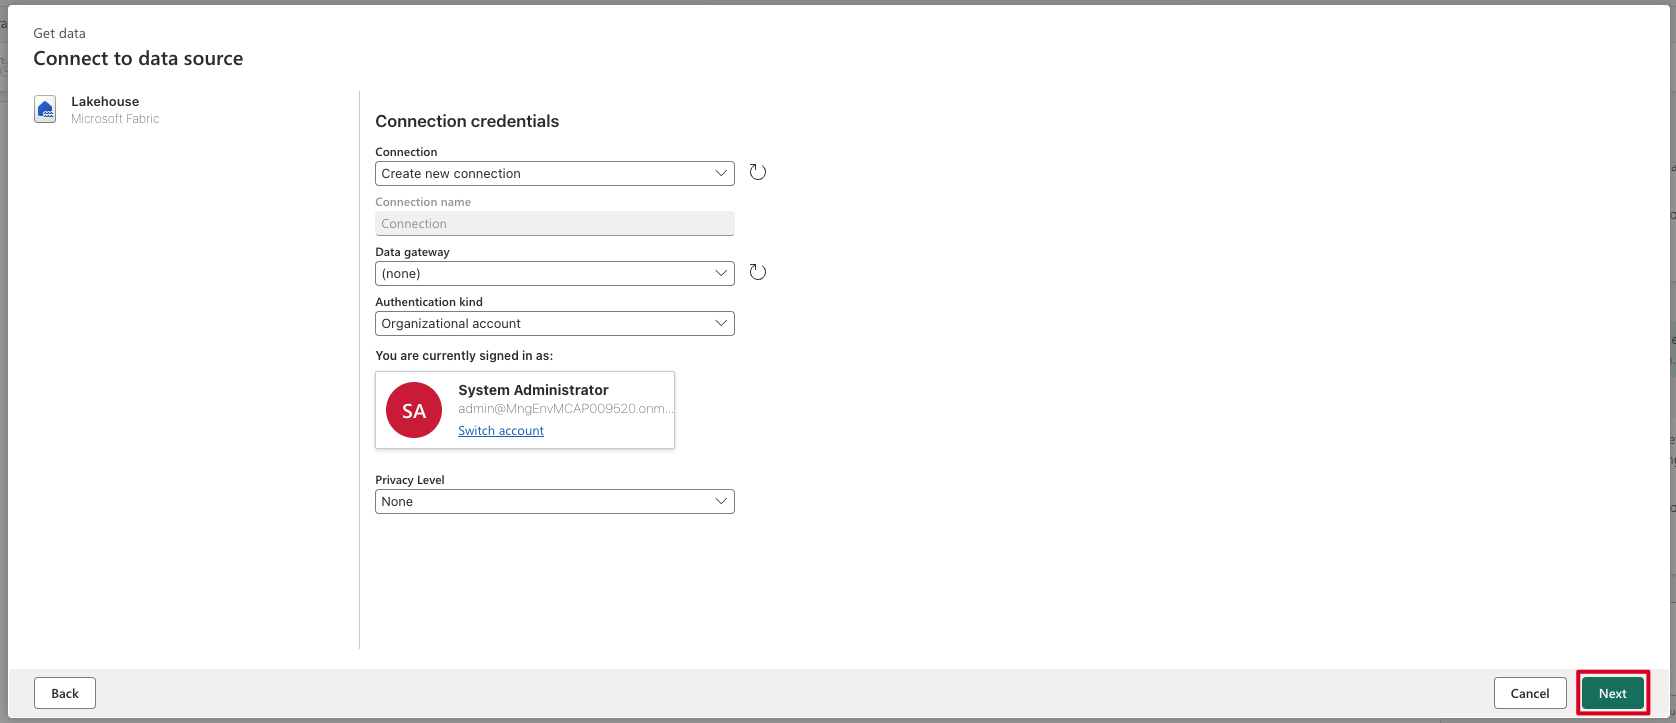 Get data
Connect to data source
Lakehouse
Microsoft Fabric
Connection credentials
Connection
Create new connection
Connection name
Connection
Data gateway
(none)
Authentication kind
Organizational account
You are currently signed in as:
SA
System Administrator
admin@MngEnvMCAP009520.onm...
Switch account
Privacy Level
None
Back
Cancel
Next